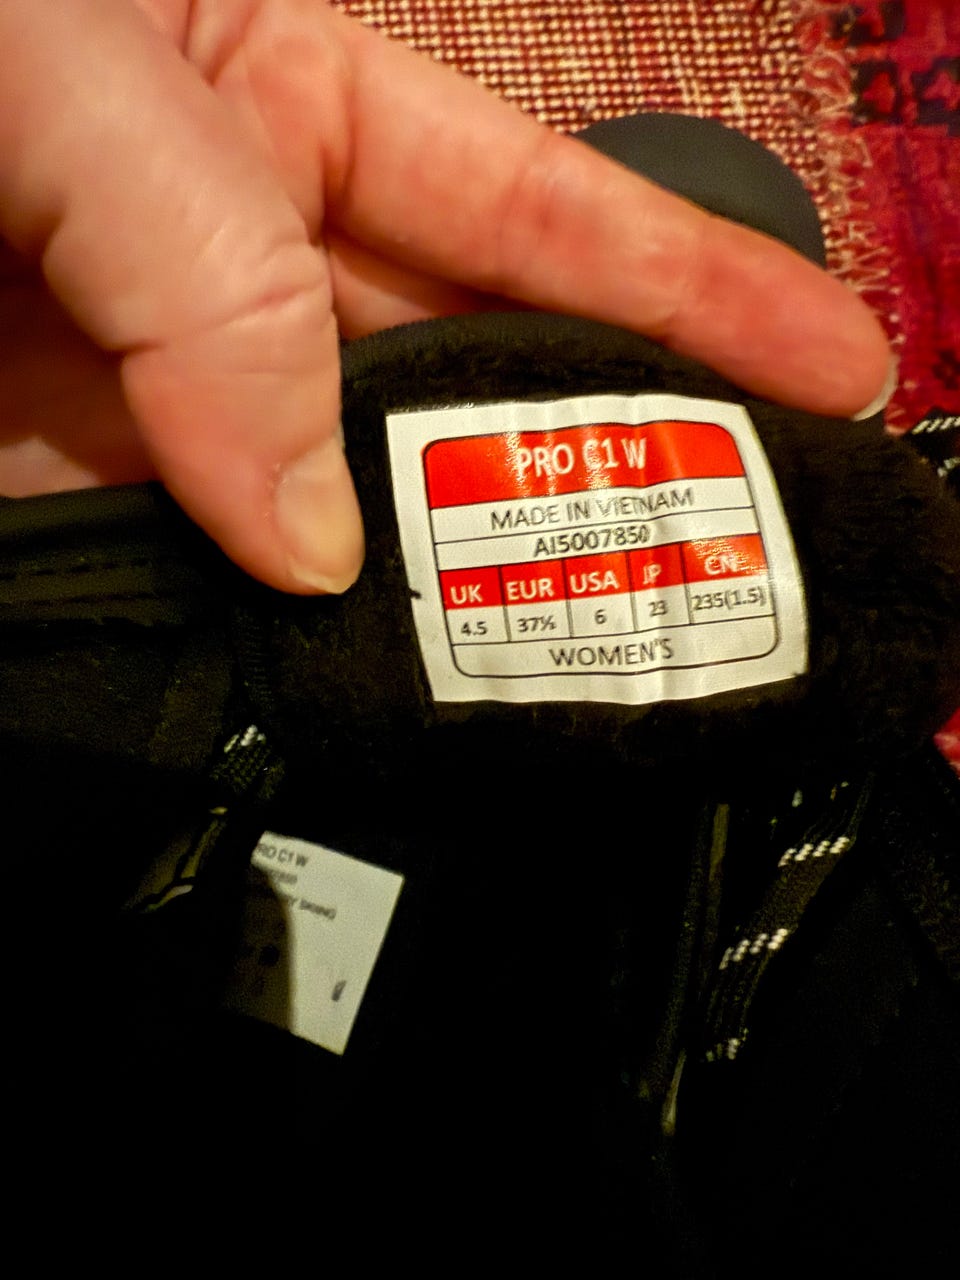 PRO C1 W
MADE IN VIETNAM
AI5007850
UK EUR USA JP CN
4.5 37½ 6 23 235(1.5)
WOMEN'S
RO C1 W